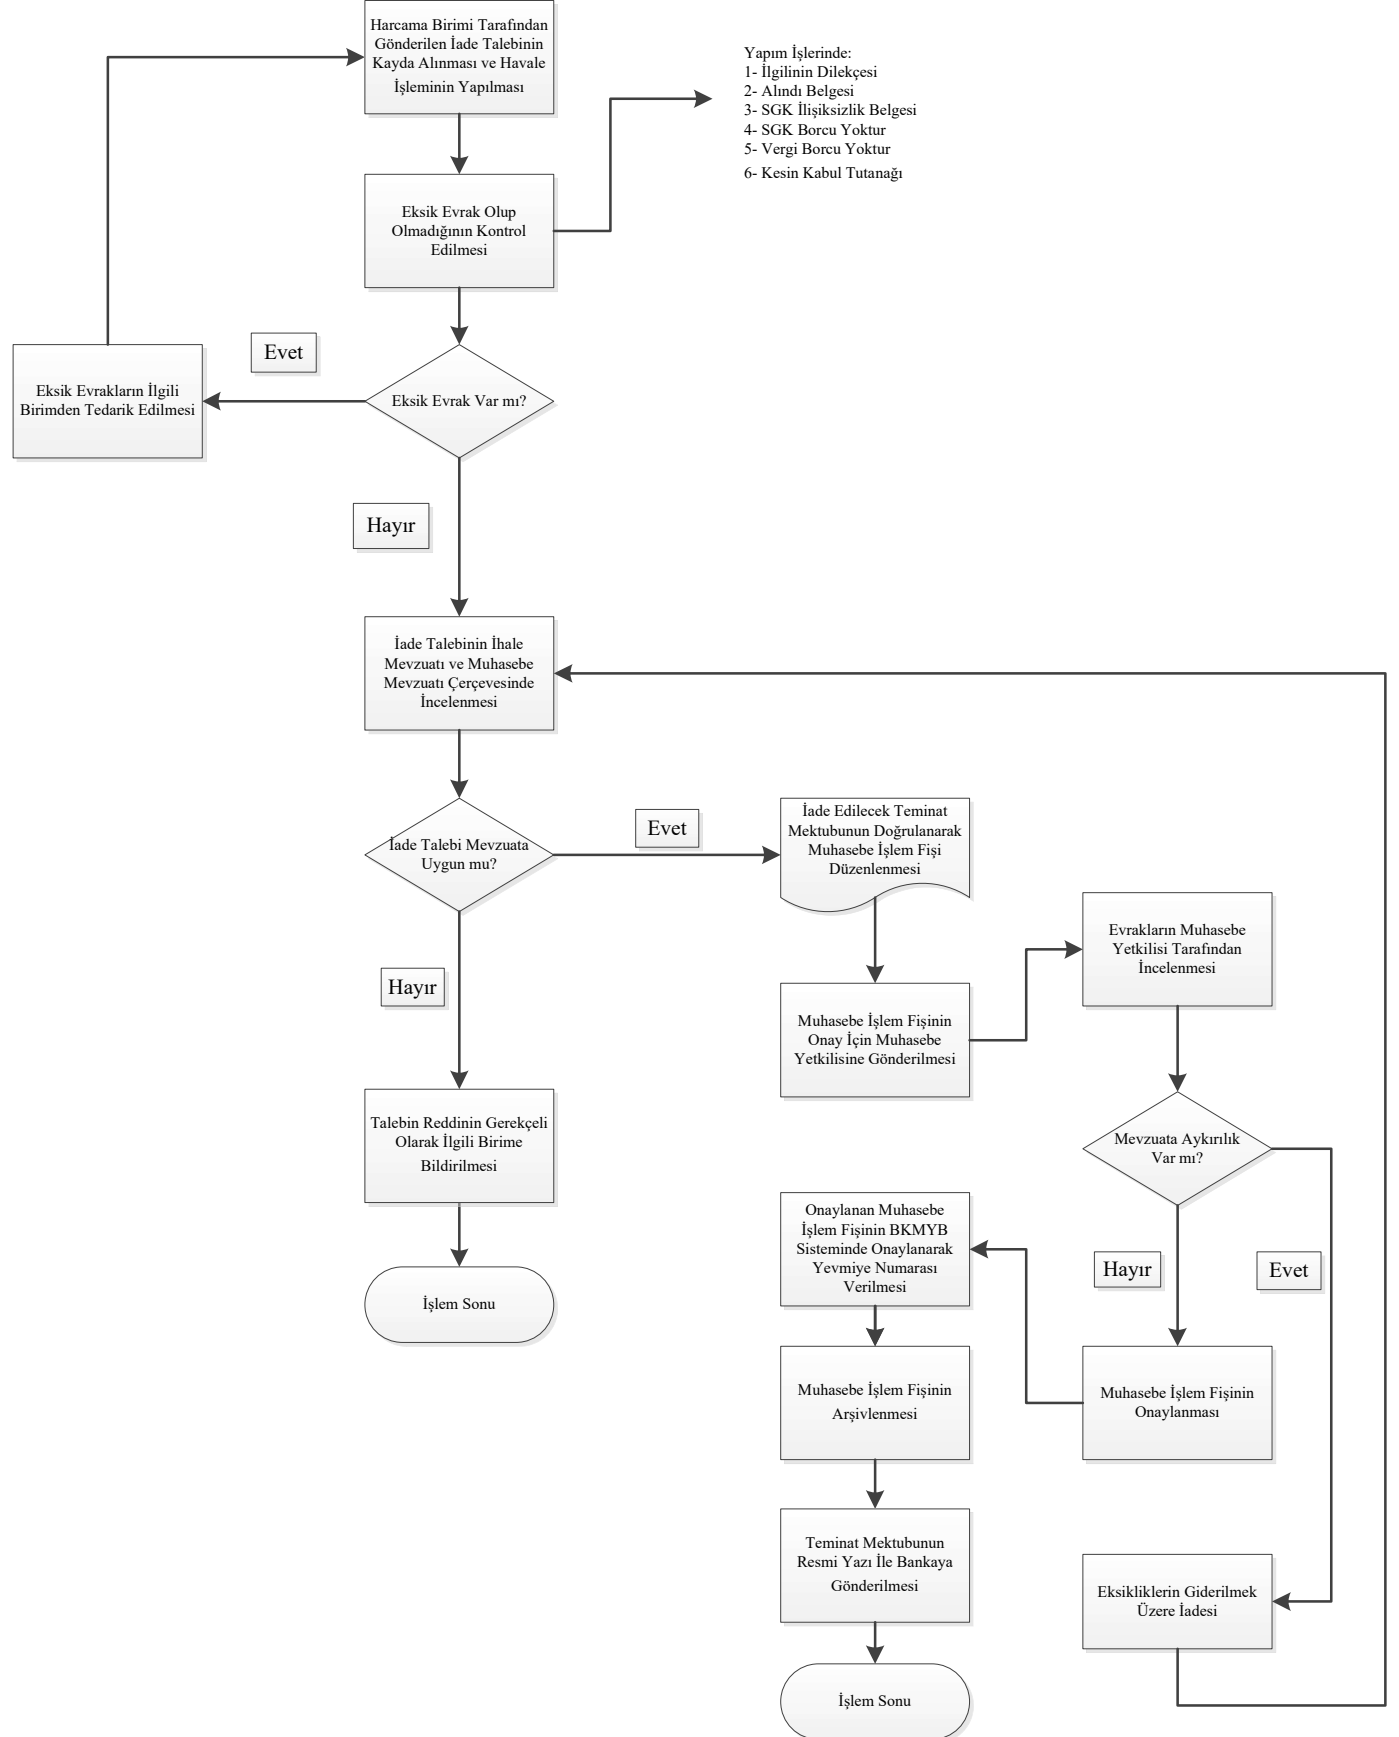 Harcama Birimi Tarafından
Gönderilen İade Talebinin
Kayda Alınması ve Havale
İşleminin Yapılması
Yapım İşlerinde:
1- İlgilinin Dilekçesi
2- Alındı Belgesi
3- SGK İlişiksizlik Belgesi
4- SGK Borcu Yoktur
5- Vergi Borcu Yoktur
6- Kesin Kabul Tutanağı
Eksik Evrak Olup
Olmadığının Kontrol
Edilmesi
Evet
Eksik Evrakların İlgili
Birimden Tedarik Edilmesi
Eksik Evrak Var mı?
Hayır
İade Talebinin İhale
Mevzuatı ve Muhasebe
Mevzuatı Çerçevesinde
İncelenmesi
İade Talebi Mevzuata
Uygun mu?
Evet
İade Edilecek Teminat
Mektubunun Doğrulanarak
Muhasebe İşlem Fişi
Düzenlenmesi
Evrakların Muhasebe
Yetkilisi Tarafından
İncelenmesi
Hayır
Muhasebe İşlem Fişinin
Onay İçin Muhasebe
Yetkilisine Gönderilmesi
Talebin Reddinin Gerekçeli
Olarak İlgili Birime
Bildirilmesi
Mevzuata Aykırılık
Var mı?
Onaylanan Muhasebe
İşlem Fişinin BKMYB
Sisteminde Onaylanarak
Yevmiye Numarası
Verilmesi
Hayır
Evet
İşlem Sonu
Muhasebe İşlem Fişinin
Arşivlenmesi
Muhasebe İşlem Fişinin
Onaylanması
Teminat Mektubunun
Resmi Yazı İle Bankaya
Gönderilmesi
Eksikliklerin Giderilmek
Üzere İadesi
İşlem Sonu